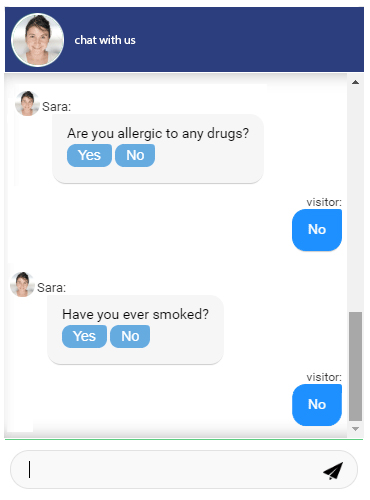 chat with us
Sara:
Are you allergic to any drugs?
Yes No
visitor:
No
Sara:
Have you ever smoked?
Yes No
visitor:
No